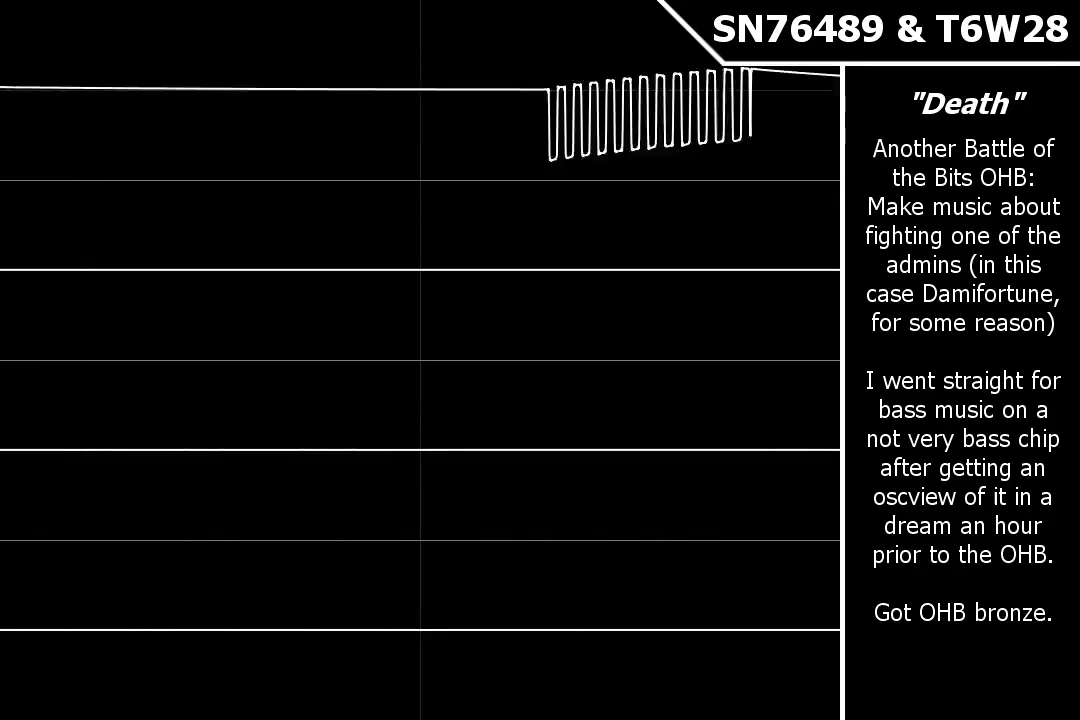 SN76489 & T6W28
"Death"
Another Battle of
the Bits OHB:
Make music about
fighting one of the
admins (in this
case Damifortune,
for some reason)
I went straight for
bass music on a
not very bass chip
after getting an
oscview of it in a
dream an hour
prior to the OHB.
Got OHB bronze.